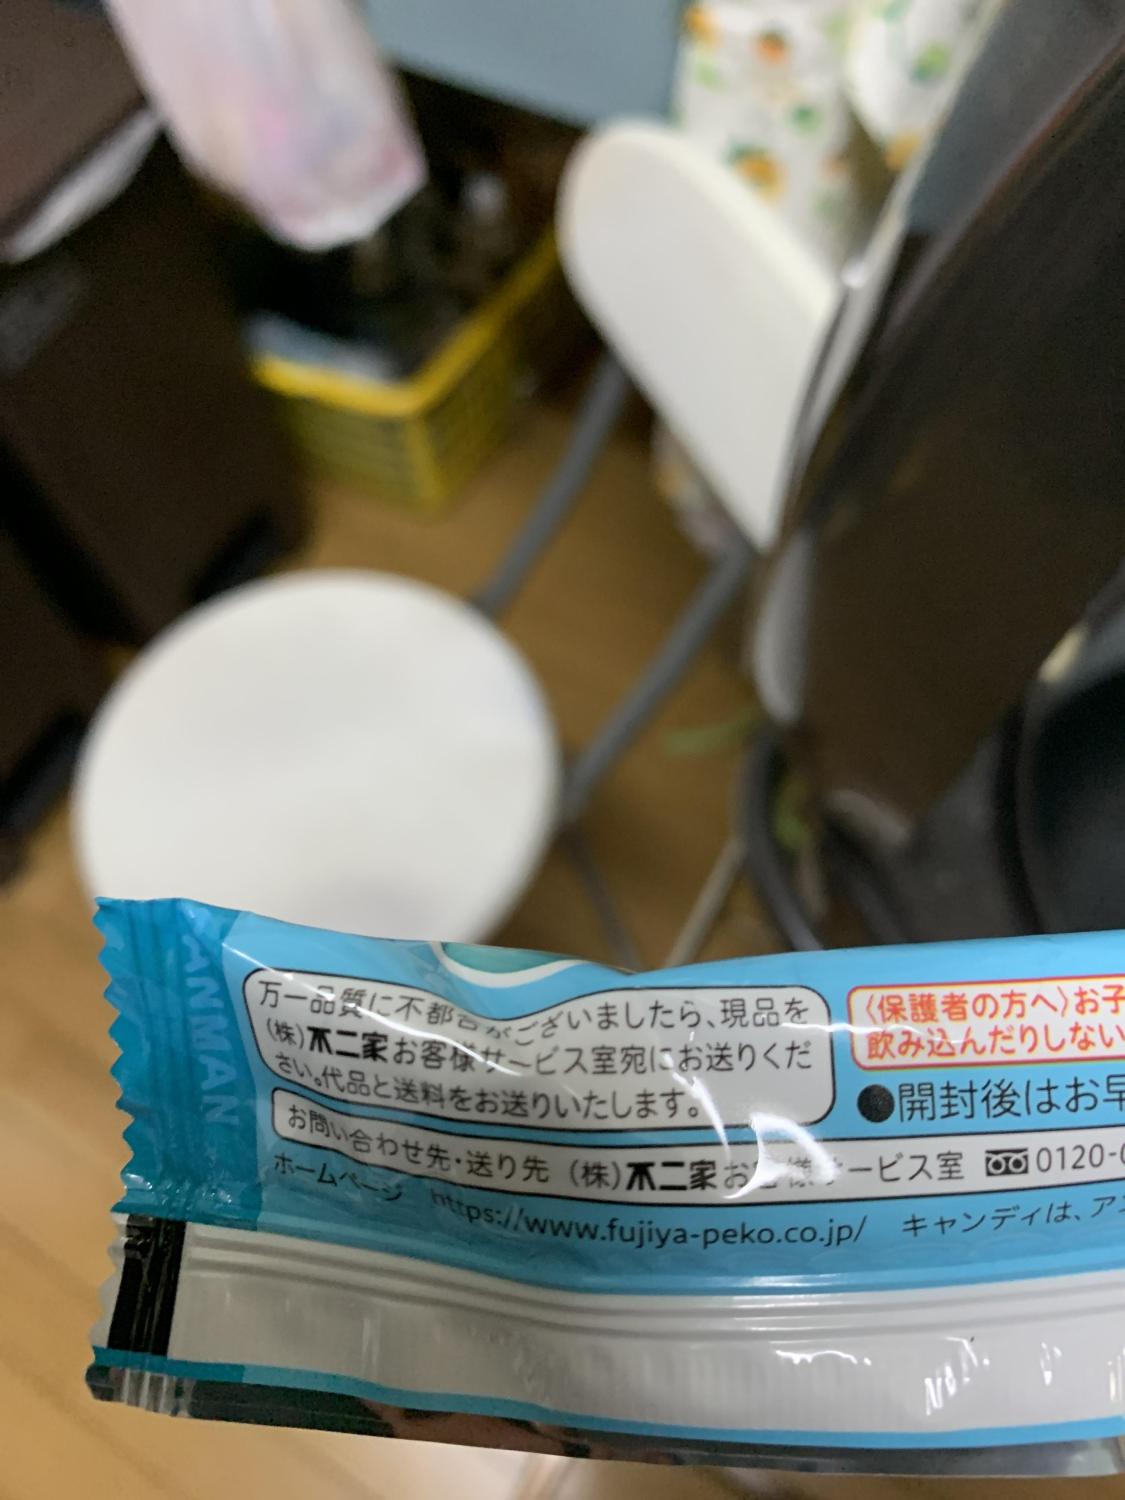 ANMAN
万一品質に不都合がございましたら、現品を
(株)不二家お客様サービス室宛にお送りくだ
さい。代品と送料をお送りいたします。
〈保護者の方へ〉お子
飲み込んだりしない
●開封後はお早
お問い合わせ先・送り先 (株)不二家お客様サービス室 0120-0
ホームページ https://www.fujiya-peko.co.jp/ キャンディは、アン